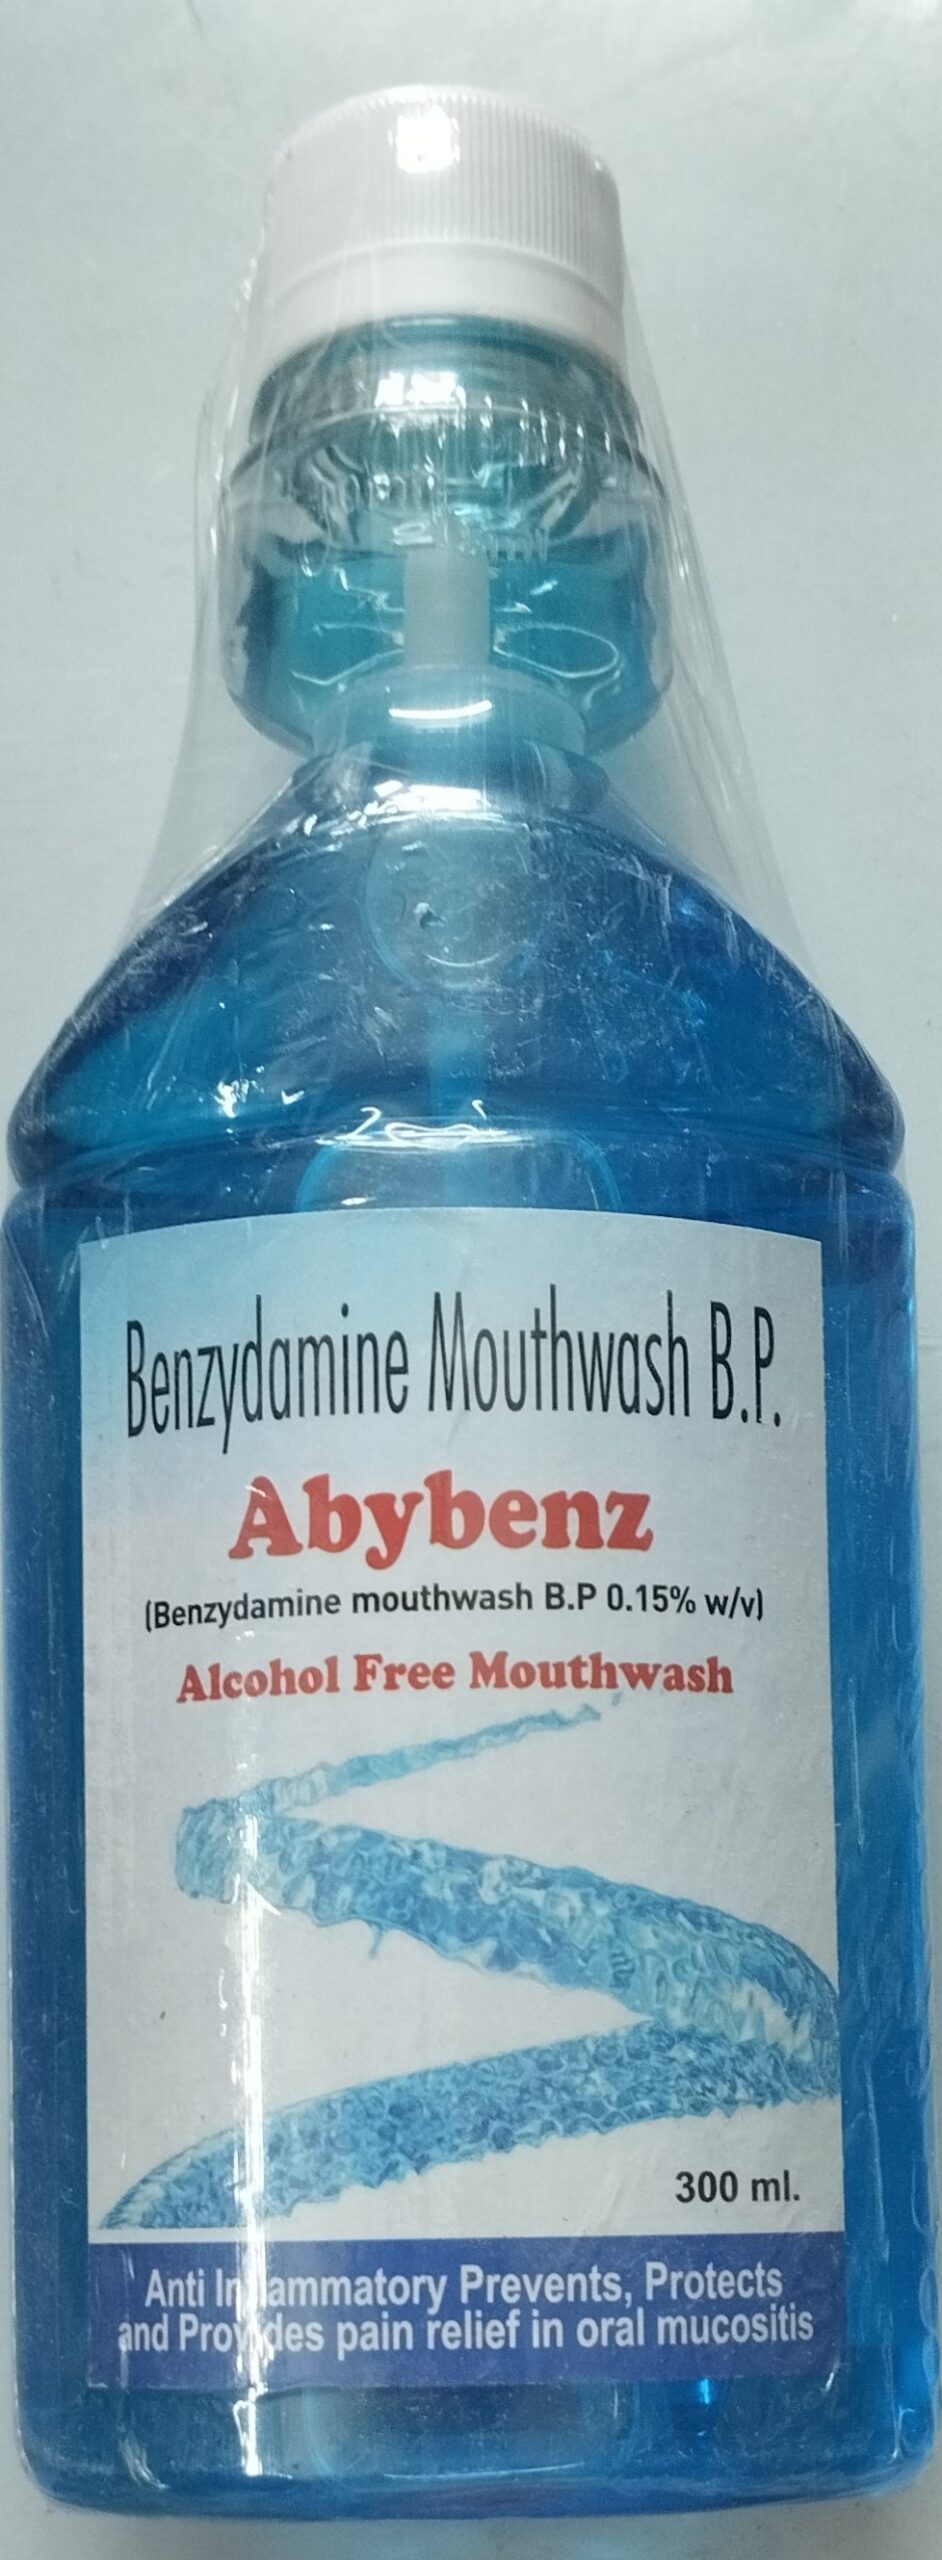 Benzydamine Mouthwash B.P.
Abybenz
(Benzydamine mouthwash B.P 0.15% w/v)
Alcohol Free Mouthwash
300 ml.
Anti Inflammatory Prevents, Protects
and Provides pain relief in oral mucositis